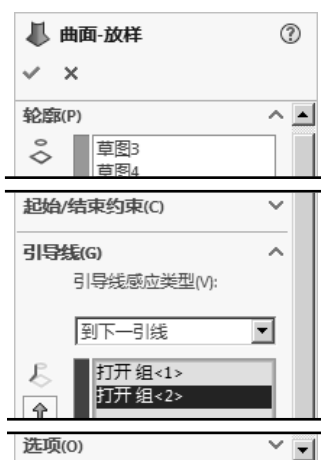 曲面-放样
轮廓(P)
草图3
草图4
起始/结束约束(C)
引导线(G)
引导线感应类型(V):
到下一引线
打开 组<1>
打开 组<2>
选项(O)